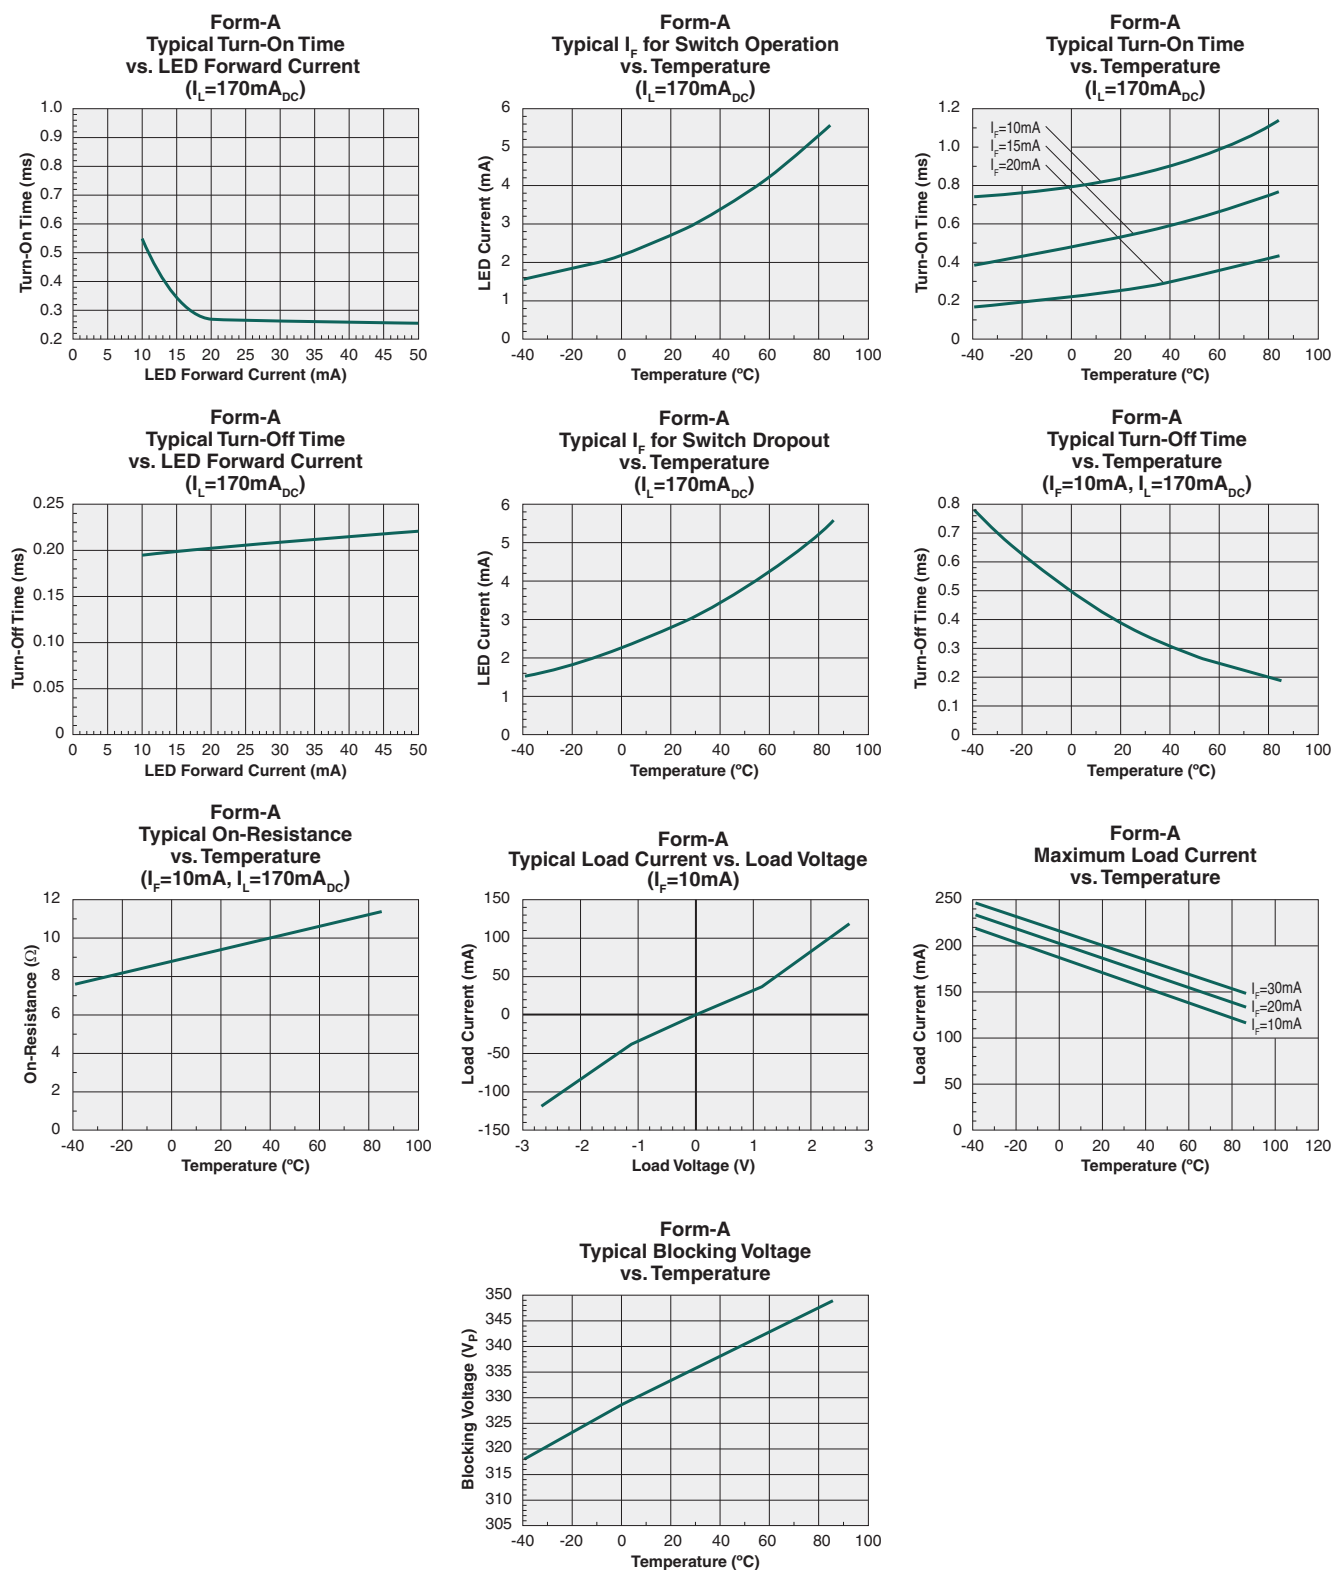 Form-A
Typical Turn-On Time
vs. LED Forward Current
(IL=170mADC)
1.0
0.9
0.8
0.7
0.6
0.5
0.4
0.3
0.2
Turn-On Time (ms)
0 5 10 15 20 25 30 35 40 45 50
LED Forward Current (mA)
Form-A
Typical IF for Switch Operation
vs. Temperature
(IL=170mADC)
6
5
4
3
2
1
0
LED Current (mA)
-40 -20 0 20 40 60 80 100
Temperature (ºC)
Form-A
Typical Turn-On Time
vs. Temperature
(IL=170mADC)
1.2
1.0
0.8
0.6
0.4
0.2
0
Turn-On Time (ms)
IF=10mA
IF=15mA
IF=20mA
-40 -20 0 20 40 60 80 100
Temperature (ºC)
Form-A
Typical Turn-Off Time
vs. LED Forward Current
(IL=170mADC)
0.25
0.20
0.15
0.10
0.05
0
Turn-Off Time (ms)
0 5 10 15 20 25 30 35 40 45 50
LED Forward Current (mA)
Form-A
Typical IF for Switch Dropout
vs. Temperature
(IL=170mADC)
6
5
4
3
2
1
0
LED Current (mA)
-40 -20 0 20 40 60 80 100
Temperature (ºC)
Form-A
Typical Turn-Off Time
vs. Temperature
(IF=10mA, IL=170mADC)
0.8
0.7
0.6
0.5
0.4
0.3
0.2
0.1
0
Turn-Off Time (ms)
-40 -20 0 20 40 60 80 100
Temperature (ºC)
Form-A
Typical On-Resistance
vs. Temperature
(IF=10mA, IL=170mADC)
12
10
8
6
4
2
0
On-Resistance (Ω)
-40 -20 0 20 40 60 80 100
Temperature (ºC)
Form-A
Typical Load Current vs. Load Voltage
(IF=10mA)
150
100
50
0
-50
-100
-150
Load Current (mA)
-3 -2 -1 0 1 2 3
Load Voltage (V)
Form-A
Maximum Load Current
vs. Temperature
250
200
150
100
50
0
Load Current (mA)
IF=30mA
IF=20mA
IF=10mA
-40 -20 0 20 40 60 80 100 120
Temperature (ºC)
Form-A
Typical Blocking Voltage
vs. Temperature
350
345
340
335
330
325
320
315
310
305
Blocking Voltage (VP)
-40 -20 0 20 40 60 80 100
Temperature (ºC)